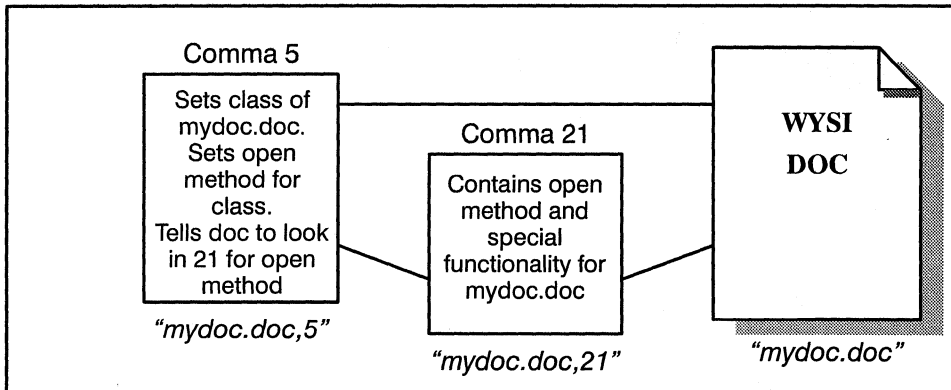 Comma 5
Sets class of
mydoc.doc.
Sets open
method for
class.
Tells doc to look
in 21 for open
method
"mydoc.doc,5"
Comma 21
Contains open
method and
special
functionality for
mydoc.doc
"mydoc.doc,21"
WYSI
DOC
"mydoc.doc"